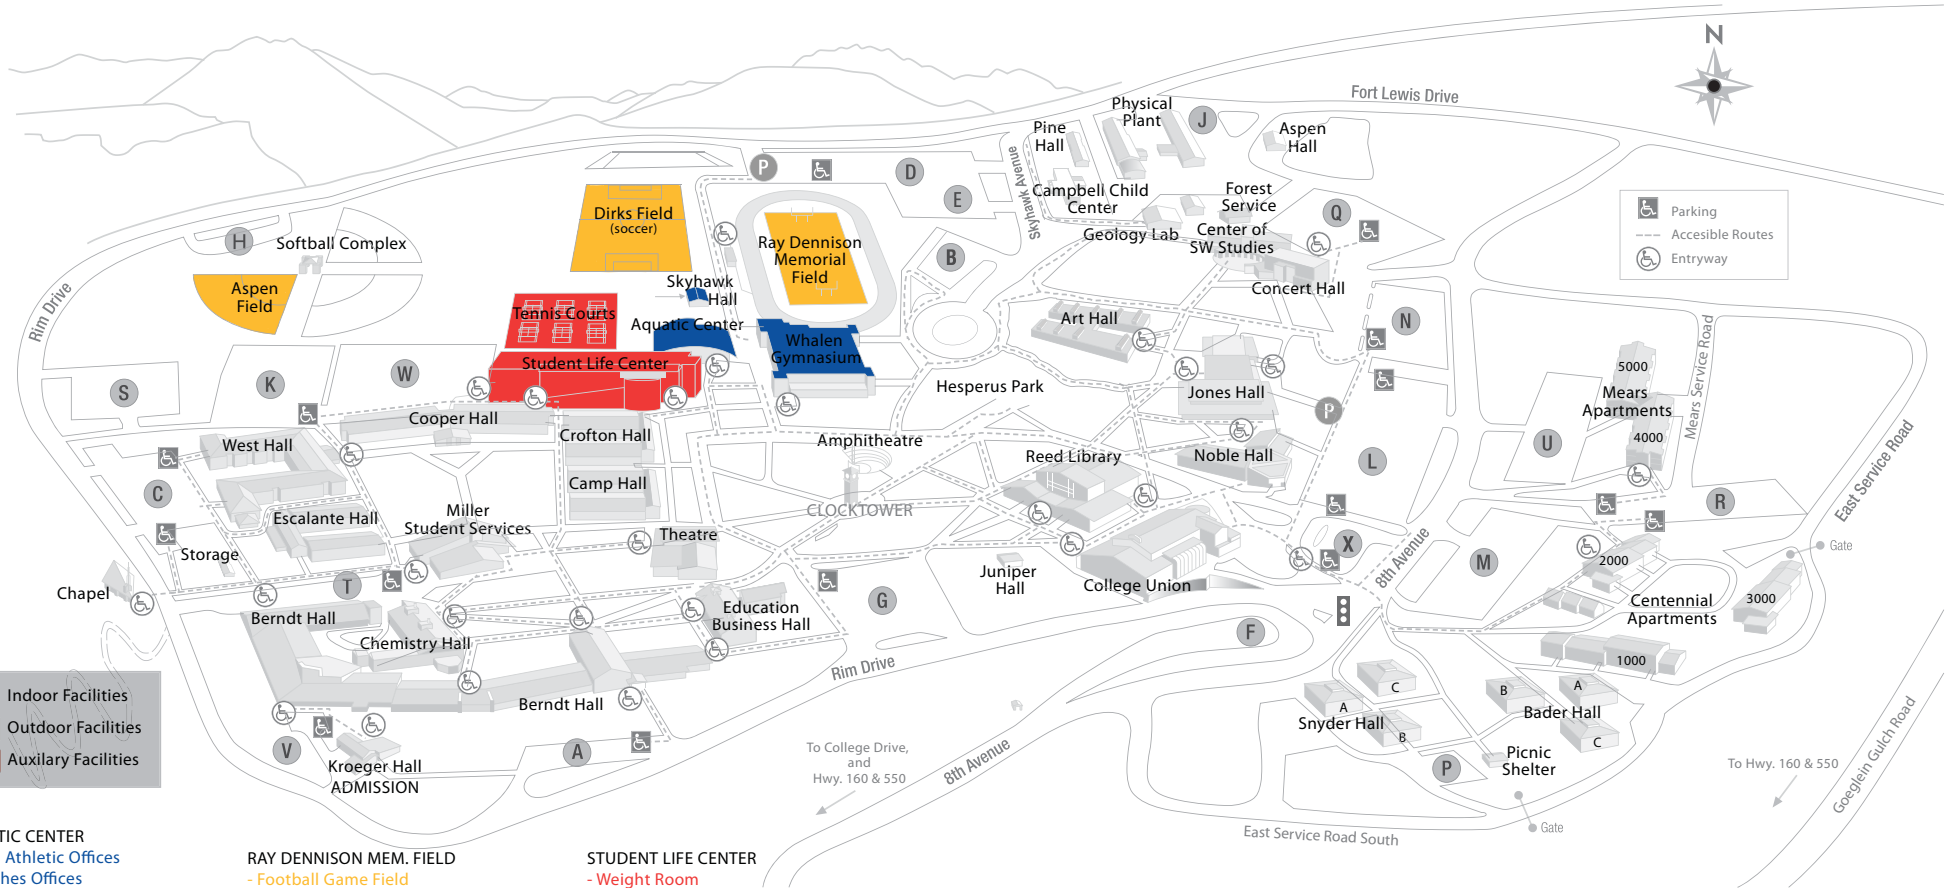 N
Fort Lewis Drive
Physical
Plant
J
Pine
Hall
Aspen
Hall
P
D
E
Skyhawk Avenue
Campbell Child
Center
Forest
Service
Q
Parking
Accesible Routes
Entryway
Dirks Field
(soccer)
H
Softball Complex
Ray Dennison
Memorial
Field
B
Geology Lab
Center of
SW Studies
Concert Hall
Aspen
Field
Skyhawk
Hall
Rim Drive
Tennis Courts
Aquatic Center
Art Hall
N
Whalen
Gymnasium
Student Life Center
S
K
W
Hesperus Park
Jones Hall
P
5000
Mears
Apartments
4000
Mears Service Road
Cooper Hall
Crofton Hall
Amphitheatre
West Hall
Reed Library
Noble Hall
L
U
East Service Road
C
Camp Hall
CLOCKTOWER
R
Escalante Hall
Miller
Student Services
Storage
Theatre
X
8th Avenue
M
2000
Gate
Chapel
T
Juniper
Hall
College Union
G
3000
Centennial
Apartments
Berndt Hall
Education
Business Hall
Chemistry Hall
F
Rim Drive
1000
Indoor Facilities
Outdoor Facilities
Auxilary Facilities
Berndt Hall
C
A
B
Snyder Hall
B
A
Bader Hall
C
V
A
Kroeger Hall
ADMISSION
To College Drive,
and
Hwy. 160 & 550
8th Avenue
P
Picnic
Shelter
To Hwy. 160 & 550
Goeglein Gulch Road
East Service Road South
Gate
TIC CENTER
Athletic Offices
hes Offices
RAY DENNISON MEM. FIELD
- Football Game Field
STUDENT LIFE CENTER
- Weight Room